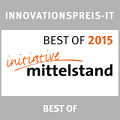 INNOVATIONSPREIS-IT
BEST OF 2015
initiative
mittelstand
BEST OF